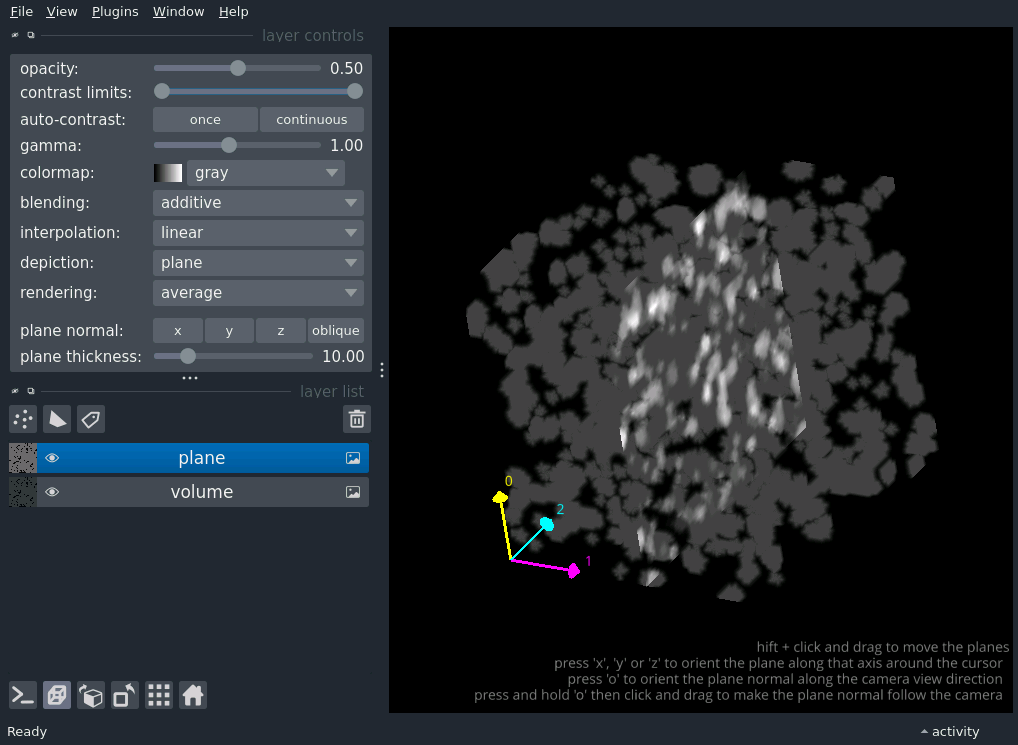 File View Plugins Window Help
layer controls
opacity: 0.50
contrast limits:
auto-contrast: once continuous
gamma: 1.00
colormap: gray
blending: additive
interpolation: linear
depiction: plane
rendering: average
plane normal: x y z oblique
plane thickness: 10.00
layer list
plane
volume
0
2
1
hift + click and drag to move the planes
press 'x', 'y' or 'z' to orient the plane along that axis around the cursor
press 'o' to orient the plane normal along the camera view direction
press and hold 'o' then click and drag to make the plane normal follow the camera
Ready activity